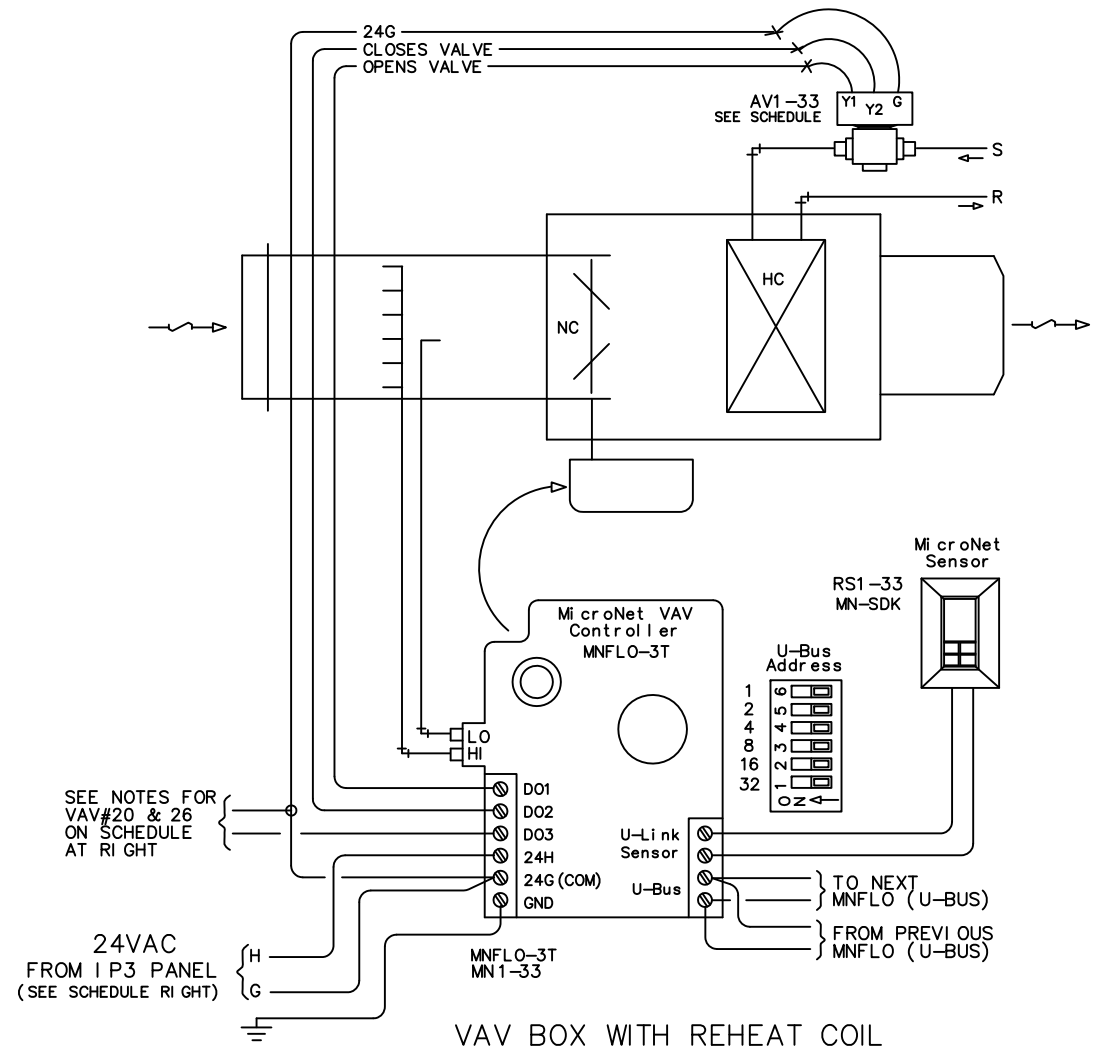 24G
CLOSES VALVE
OPENS VALVE
Y1 Y2 G
AV1-33
SEE SCHEDULE
S
R
HC
NC
MicroNet
Sensor
RS1-33
MN-SDK
MicroNet VAV
Controller
MNFLO-3T
U-Bus
Address
1 6
2 5
4 4
8 3
16 2
32 1
ON
LO
HI
DO1
DO2
DO3
24H
24G(COM)
GND
U-Link
Sensor
U-Bus
SEE NOTES FOR
VAV#20 & 26
ON SCHEDULE
AT RIGHT
TO NEXT
MNFLO (U-BUS)
FROM PREVIOUS
MNFLO (U-BUS)
24VAC
FROM IP3 PANEL
(SEE SCHEDULE RIGHT)
H
G
MNFLO-3T
MN1-33
VAV BOX WITH REHEAT COIL